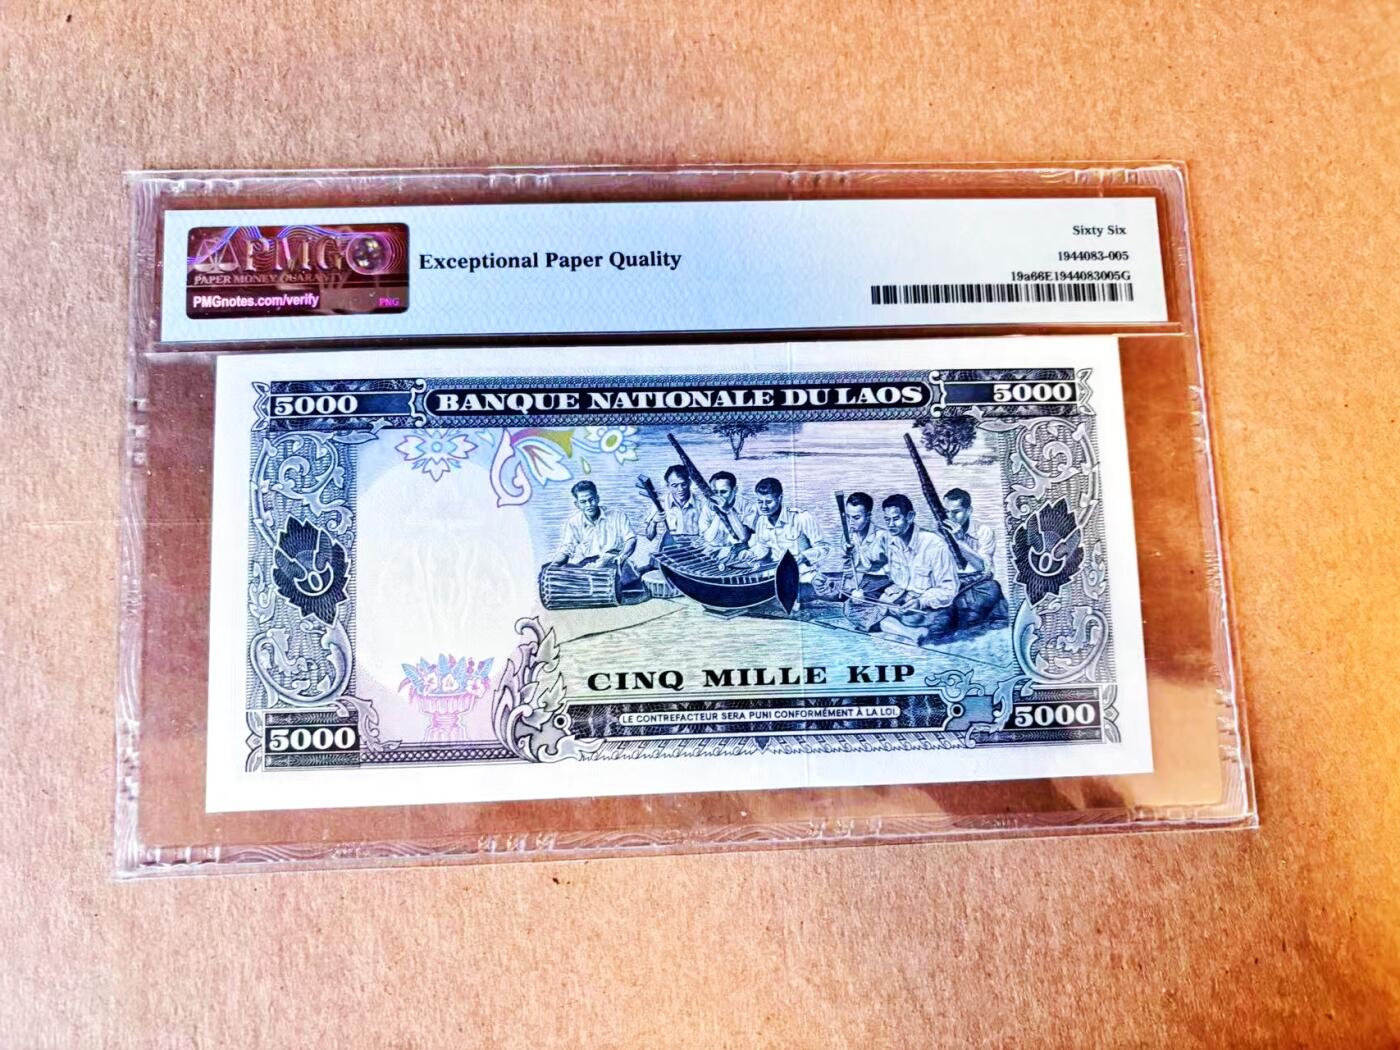 PMG
PAPER MONEY GUARANTY
PMGnotes.com/verify
PNG
Exceptional Paper Quality
Sixty Six
1944083-005
19a66E1944083005G
5000
BANQUE NATIONALE DU LAOS
5000
CINQ MILLE KIP
LE CONTREFACTEUR SERA PUNI CONFORMÉMENT À LA LOI
5000
5000